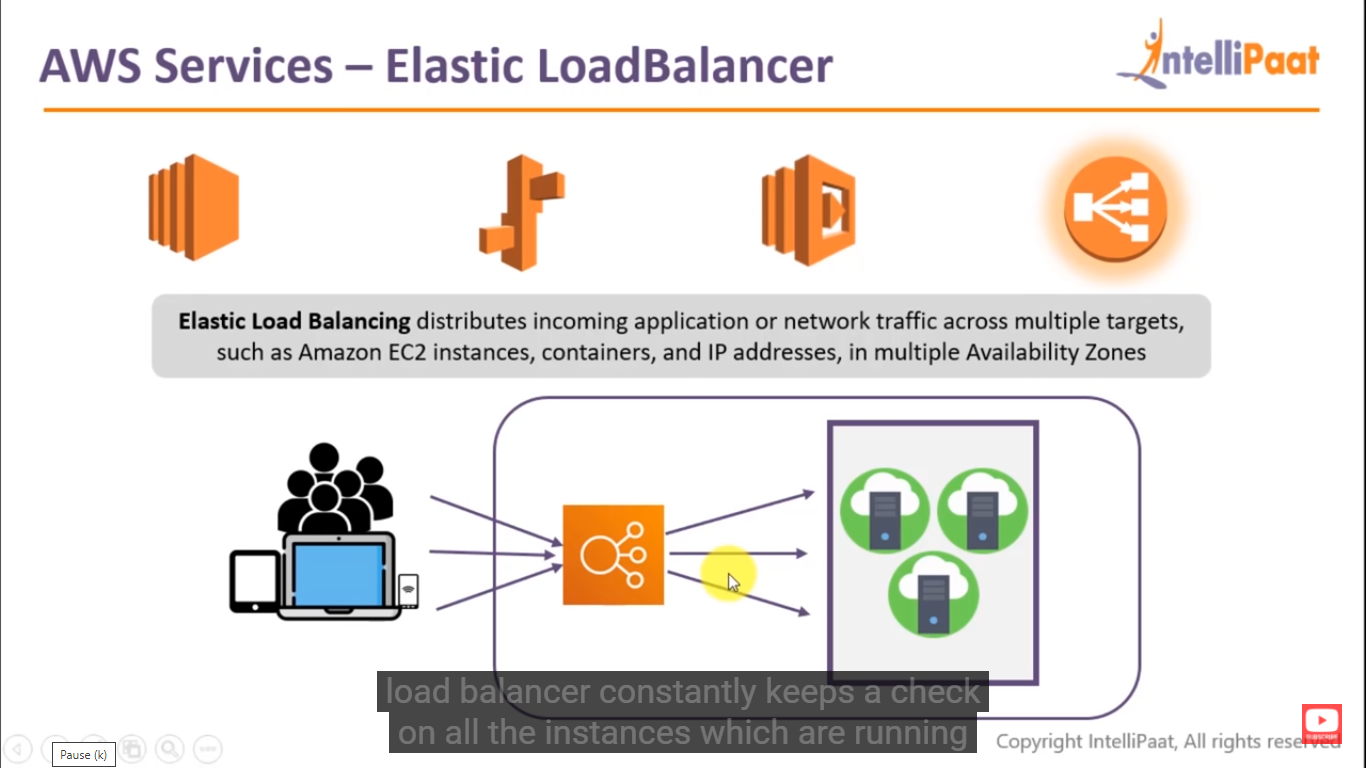 AWS Services – Elastic LoadBalancer
IntelliPaat
Elastic Load Balancing distributes incoming application or network traffic across multiple targets,
such as Amazon EC2 instances, containers, and IP addresses, in multiple Availability Zones
load balancer constantly keeps a check
on all the instances which are running
Copyright IntelliPaat, All rights reserved
SUBSCRIBE
Pause (k)